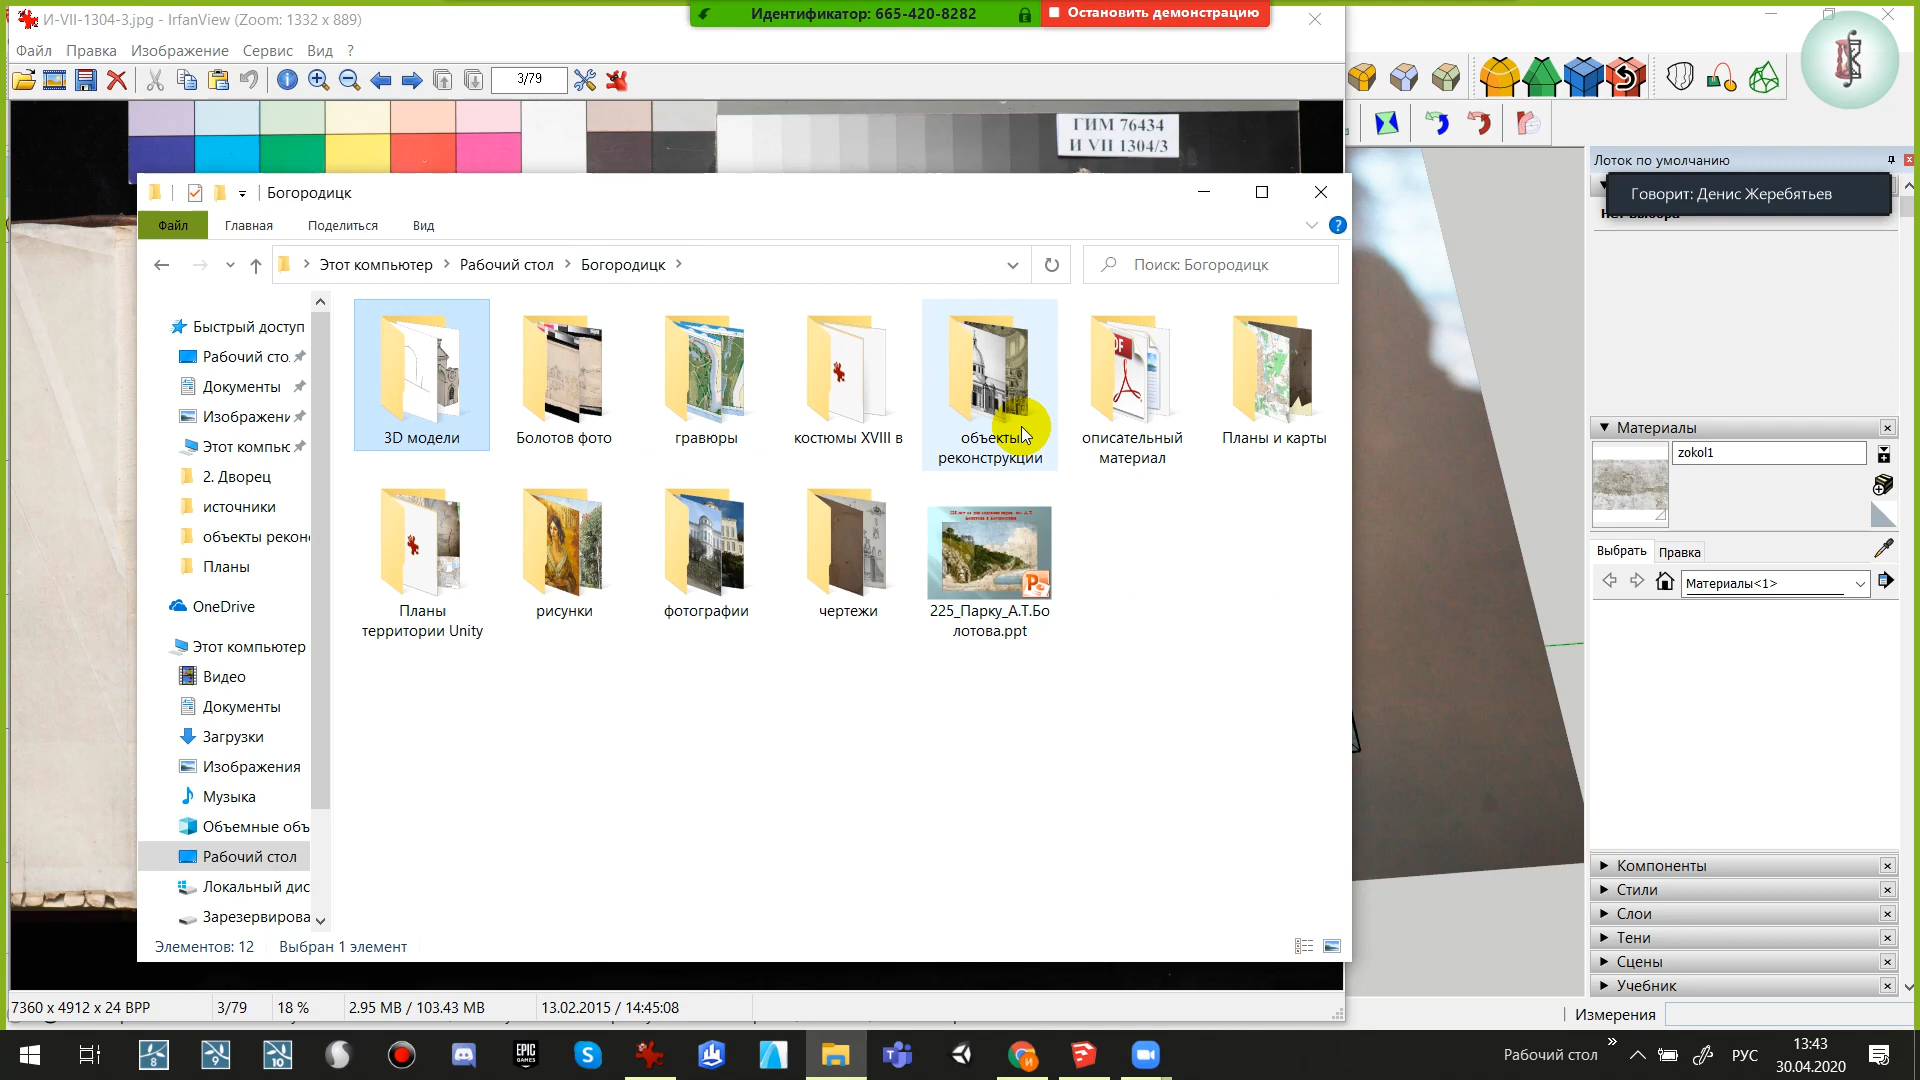 И-VII-1304-3.jpg - IrfanView (Zoom: 1332 x 889)
Идентификатор: 665-420-8282
Остановить демонстрацию
Файл Правка Изображение Сервис Вид ?
3/79
ГИМ 76434
И VII 1304/3
Лоток по умолчанию
Говорит: Денис Жеребятьев
Богородицк
Файл Главная Поделиться Вид
Этот компьютер Рабочий стол Богородицк
Поиск: Богородицк
Быстрый доступ
Рабочий сто
Документы
Изображени
Этот компьк
2. Дворец
источники
объекты рекон
Планы
OneDrive
Этот компьютер
Видео
Документы
Загрузки
Изображения
Музыка
Объемные объ
Рабочий стол
Локальный дис
Зарезервирова
3D модели
Болотов фото
гравюры
костюмы XVIII в
объекты
реконструкции
описательный
материал
Планы и карты
Планы
территории Unity
рисунки
фотографии
чертежи
225_Парку_А.Т.Бо
лотова.ppt
Элементов: 12 Выбран 1 элемент
Материалы
zokol1
Выбрать Правка
Материалы<1>
Компоненты
Стили
Слои
Тени
Сцены
Учебник
Измерения
7360 x 4912 x 24 BPP 3/79 18 % 2.95 MB / 103.43 MB 13.02.2015 / 14:45:08
8 9 10
EPIC
GAMES
Рабочий стол
РУС
13:43
30.04.2020